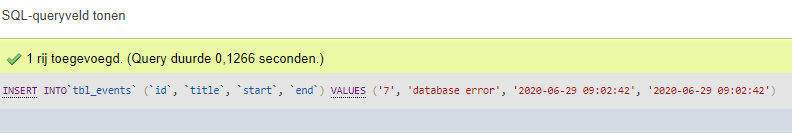 SQL-queryveld tonen
1 rij toegevoegd. (Query duurde 0,1266 seconden.)
INSERT INTO`tbl_events` (`id`, `title`, `start`, `end`) VALUES ('7', 'database error', '2020-06-29 09:02:42', '2020-06-29 09:02:42')